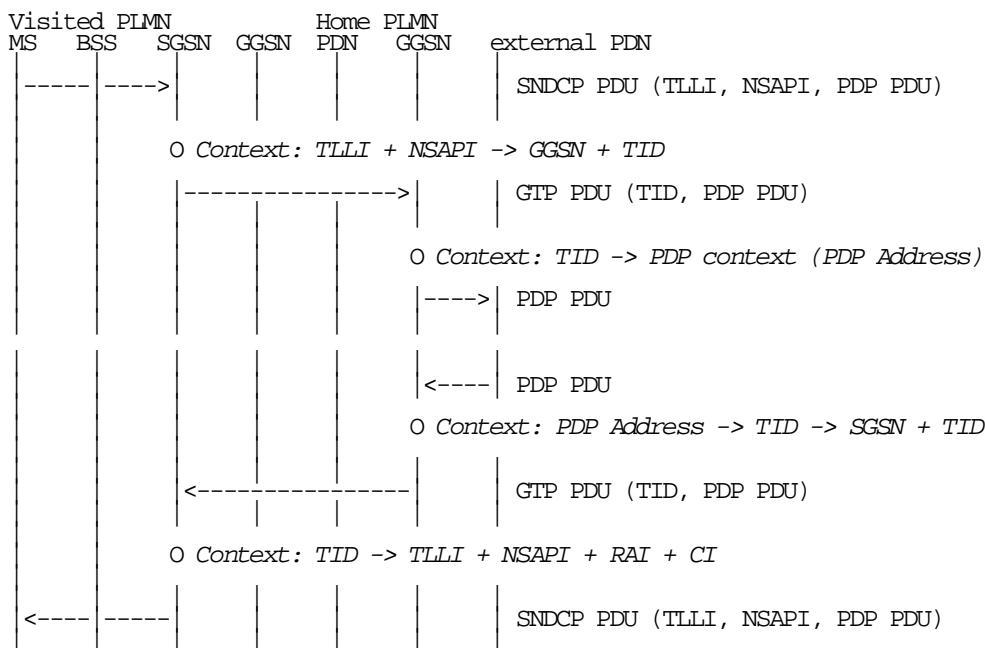 Visited PLMN Home PLMN
MS BSS SGSN GGSN PDN GGSN external PDN
SNDCP PDU (TLLI, NSAPI, PDP PDU)
O Context: TLLI + NSAPI -> GGSN + TID
GTP PDU (TID, PDP PDU)
O Context: TID -> PDP context (PDP Address)
PDP PDU
PDP PDU
O Context: PDP Address -> TID -> SGSN + TID
GTP PDU (TID, PDP PDU)
O Context: TID -> TLLI + NSAPI + RAI + CI
SNDCP PDU (TLLI, NSAPI, PDP PDU)